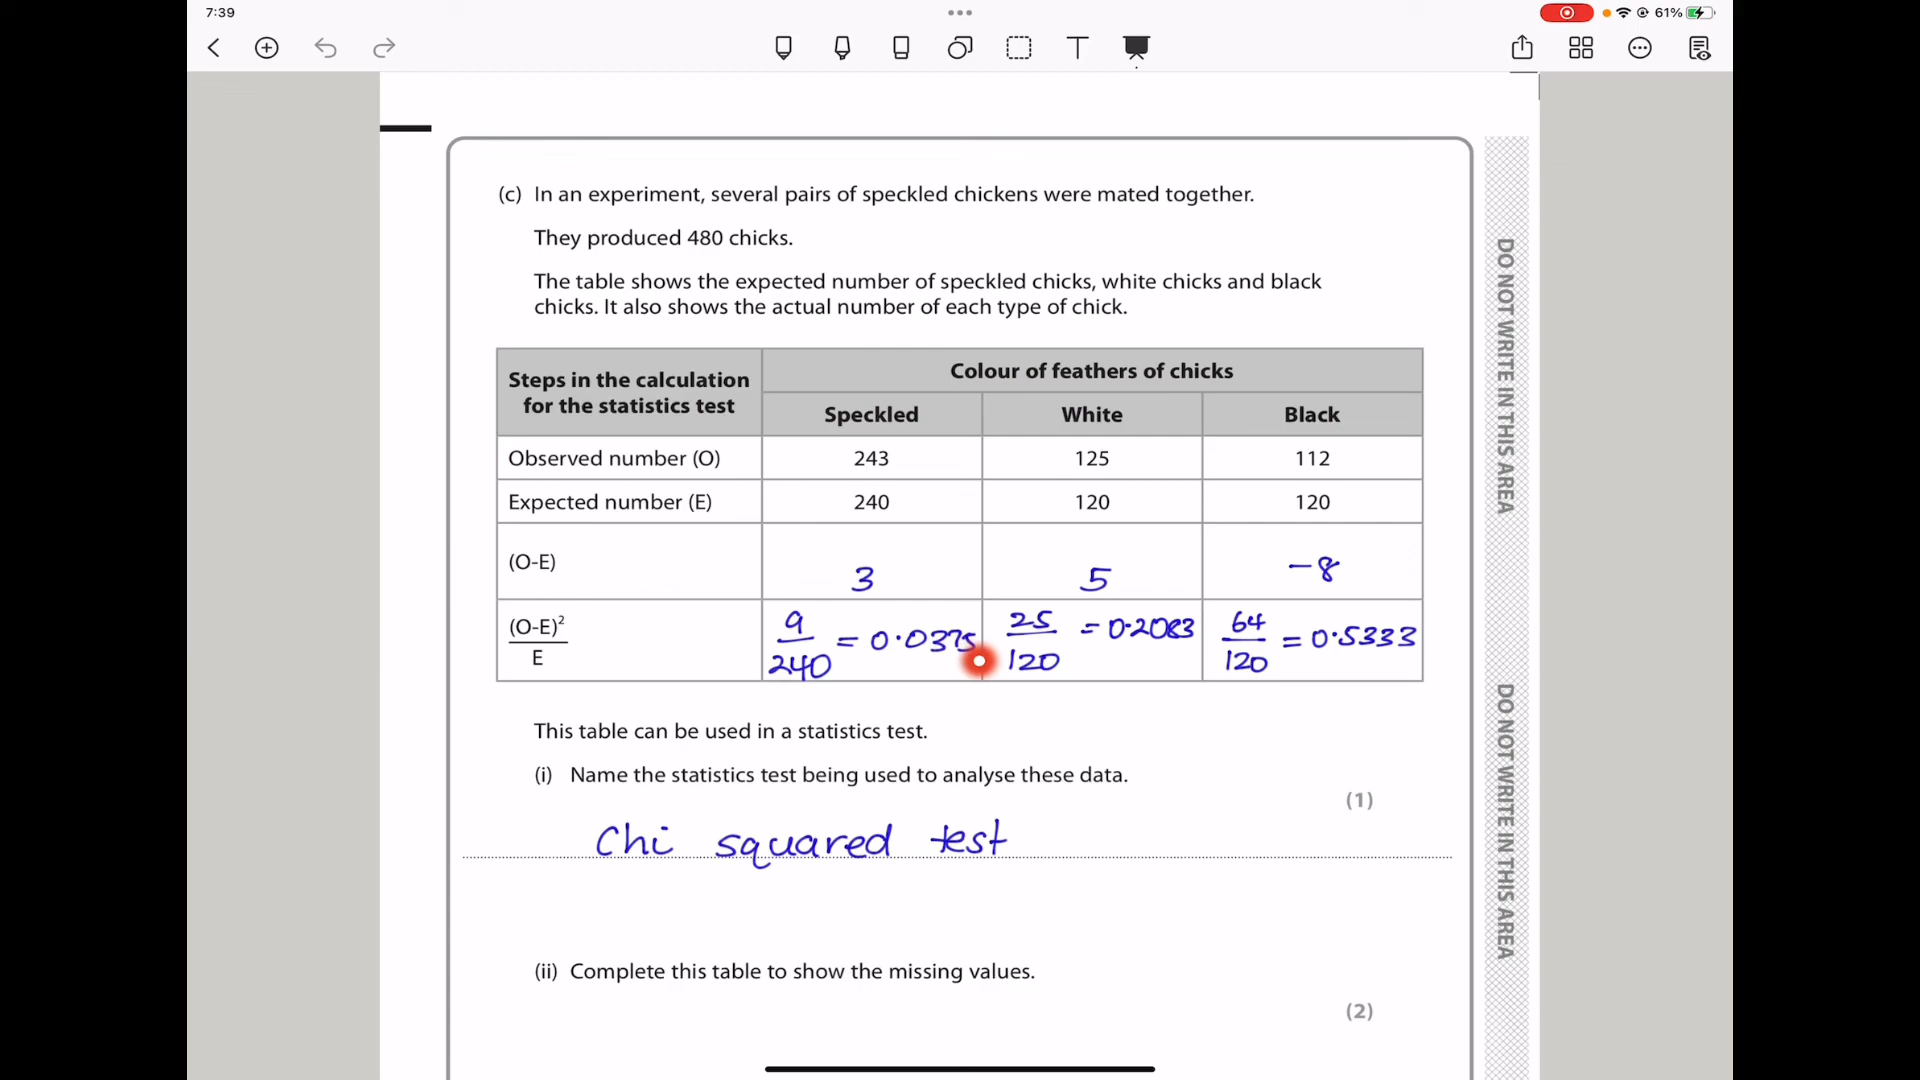 7:39
61%
(c) In an experiment, several pairs of speckled chickens were mated together.
They produced 480 chicks.
The table shows the expected number of speckled chicks, white chicks and black
chicks. It also shows the actual number of each type of chick.
Steps in the calculation
for the statistics test
Colour of feathers of chicks
Speckled White Black
Observed number (O) 243 125 112
Expected number (E) 240 120 120
(O-E) 3 5 -8
(O-E)²/E 9/240 = 0.0375 25/120 = 0.2083 64/120 = 0.5333
This table can be used in a statistics test.
(i) Name the statistics test being used to analyse these data.
(1)
Chi squared test
(ii) Complete this table to show the missing values.
(2)
DO NOT WRITE IN THIS AREA
DO NOT WRITE IN THIS AREA